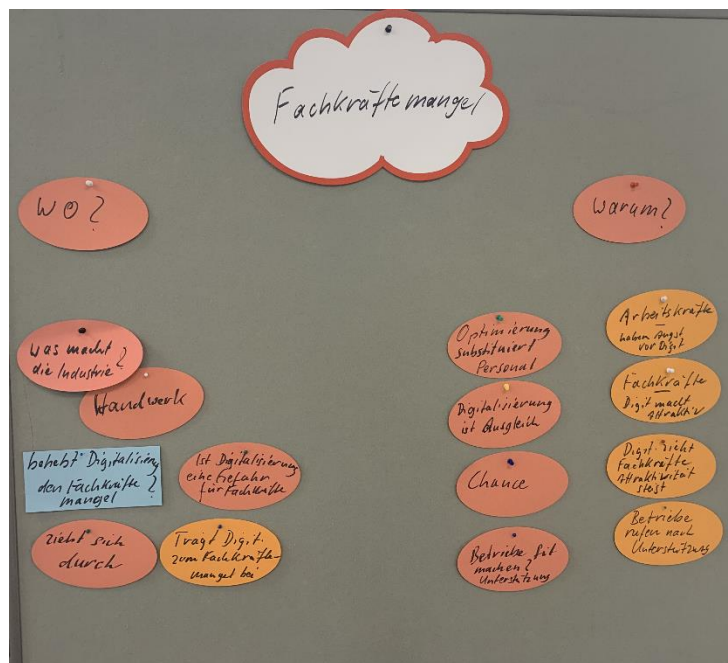 Fachkräftemangel
Wo?
Warum?
Was macht
die Industrie?
Handwerk
behebt Digitalisierung
den Fachkräfte
mangel?
Ist Digitalisierung
eine Gefahr
für Fachkräfte
zieht sich
durch
Trägt Digit.
zum Fachkräfte-
mangel bei
Optimierung
substituiert
Personal
Digitalisierung
ist Ausgleich
Chance
Betriebe fit
machen?
Unterstützung
Arbeitskräfte
haben Angst
vor Digit
Fachkräfte
Digit macht
Attraktiv
Digit. zieht
Fachkräfte
Attraktivität
steigt
Betriebe
rufen nach
Unterstützung